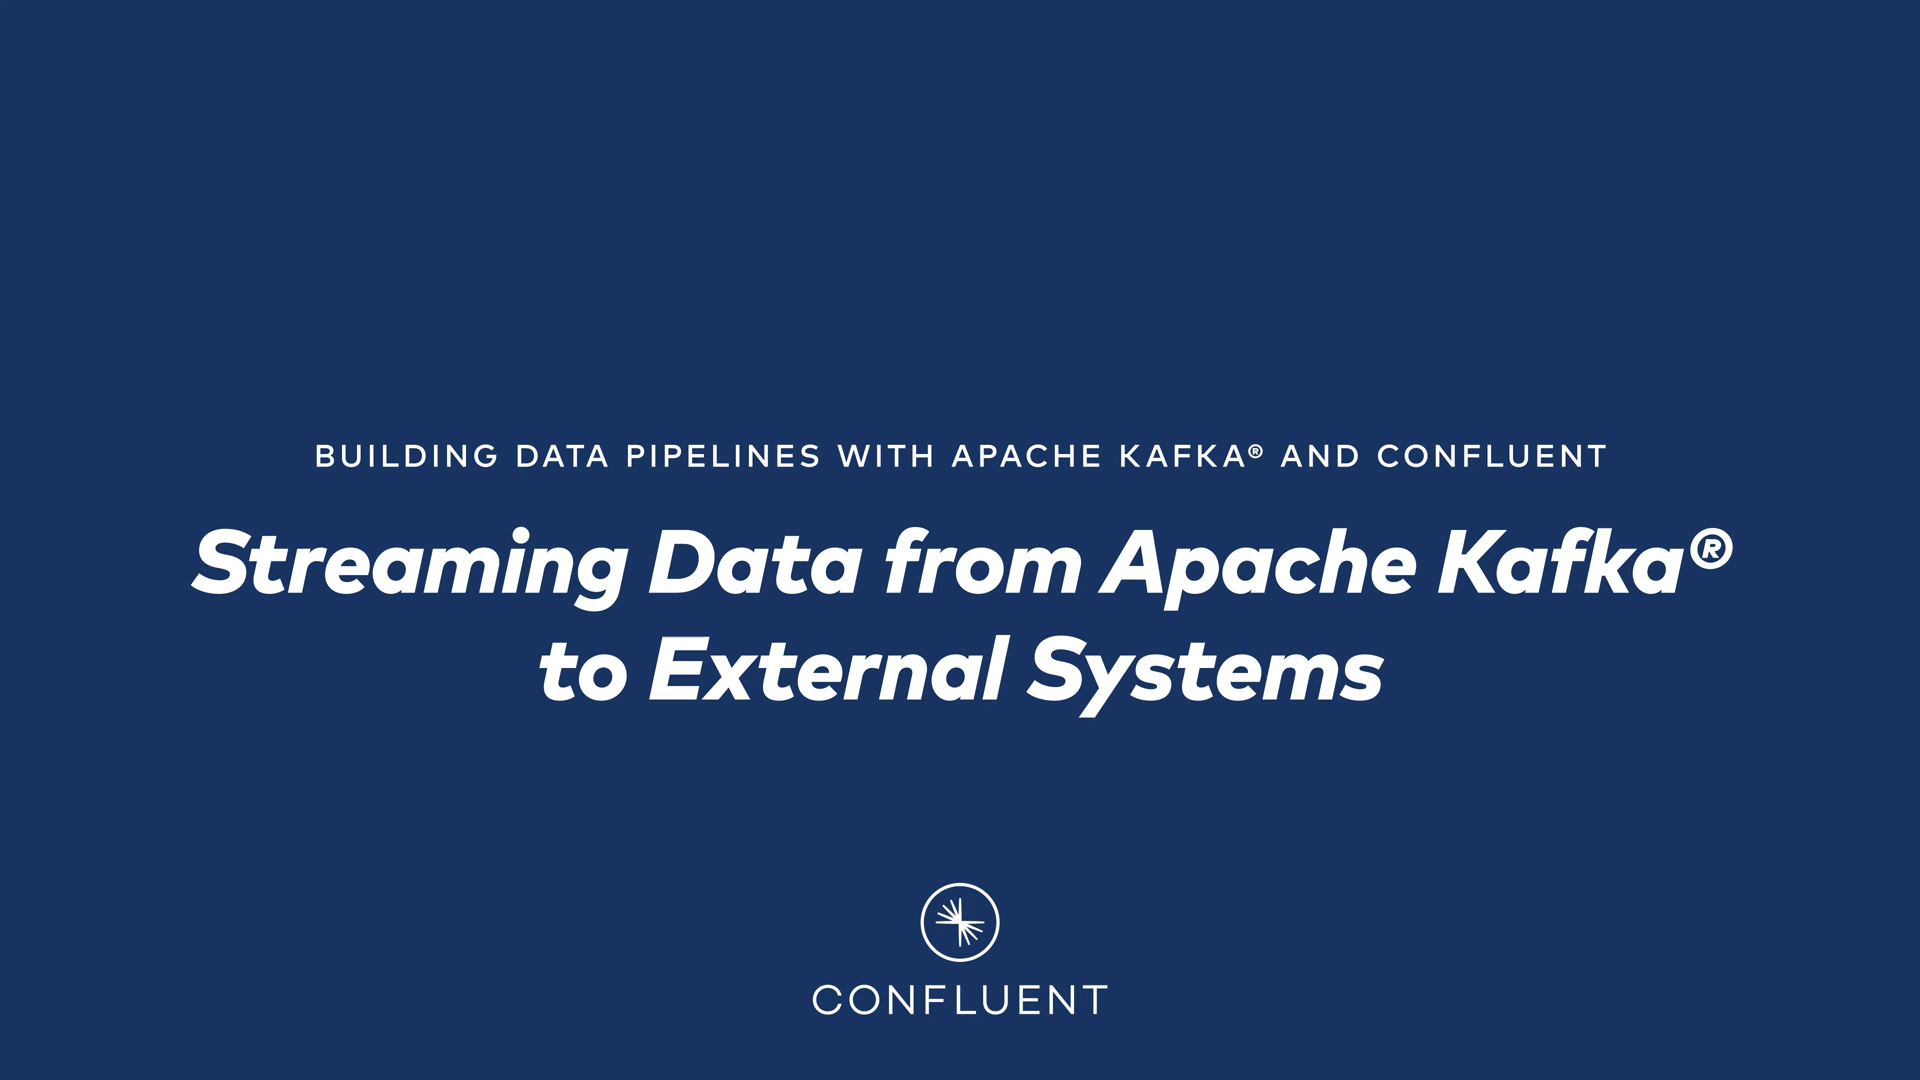 BUILDING DATA PIPELINES WITH APACHE KAFKA® AND CONFLUENT
Streaming Data from Apache Kafka®
to External Systems
CONFLUENT